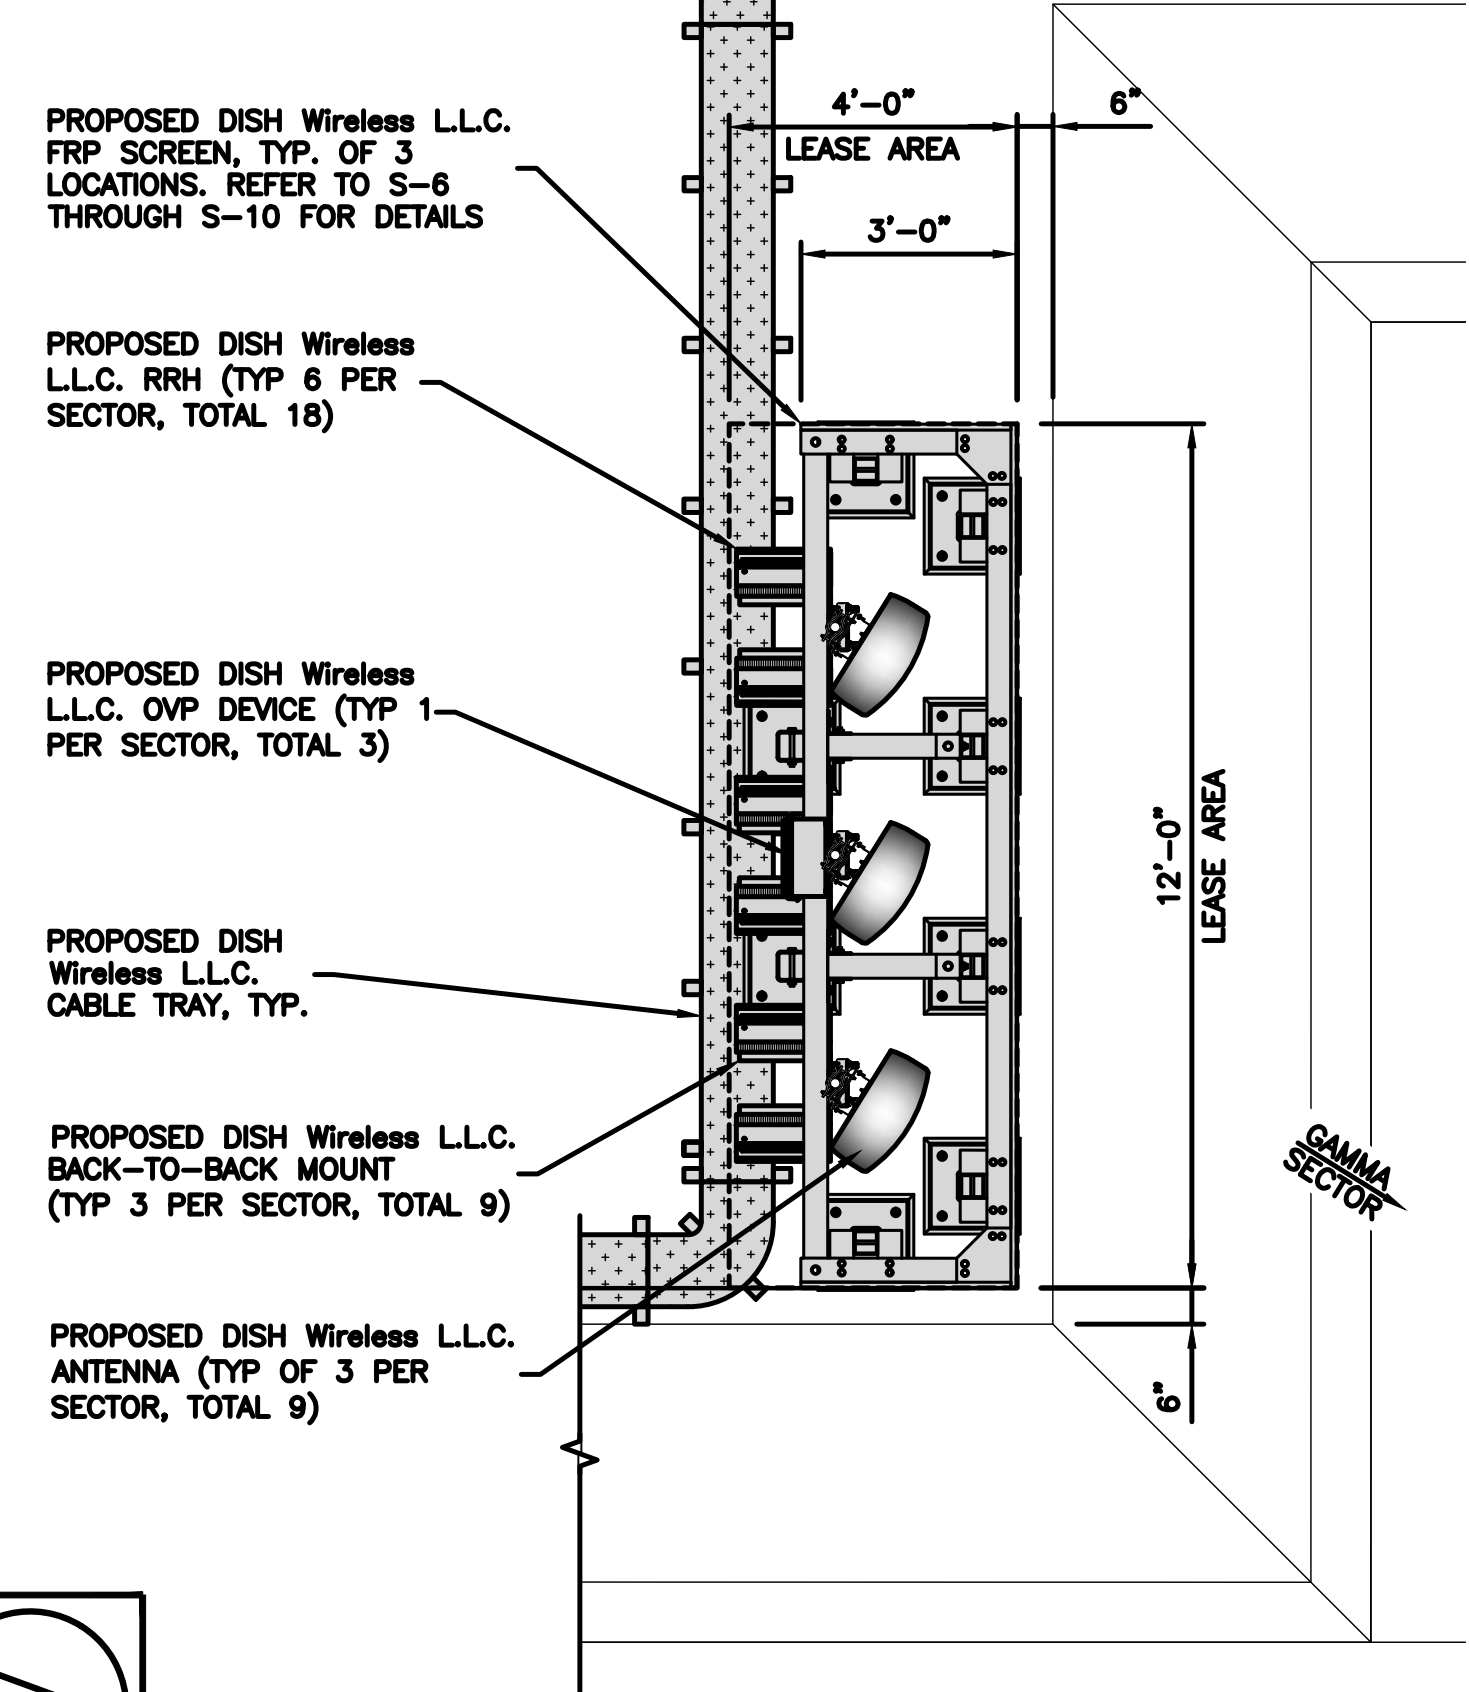 PROPOSED DISH Wireless L.L.C.
FRP SCREEN, TYP. OF 3
LOCATIONS. REFER TO S-6
THROUGH S-10 FOR DETAILS
4'-0"
LEASE AREA
6"
3'-0"
PROPOSED DISH Wireless
L.L.C. RRH (TYP 6 PER
SECTOR, TOTAL 18)
PROPOSED DISH Wireless
L.L.C. OVP DEVICE (TYP 1
PER SECTOR, TOTAL 3)
12'-0"
LEASE AREA
PROPOSED DISH
Wireless L.L.C.
CABLE TRAY, TYP.
PROPOSED DISH Wireless L.L.C.
BACK-TO-BACK MOUNT
(TYP 3 PER SECTOR, TOTAL 9)
GAMMA
SECTOR
PROPOSED DISH Wireless L.L.C.
ANTENNA (TYP OF 3 PER
SECTOR, TOTAL 9)
6"